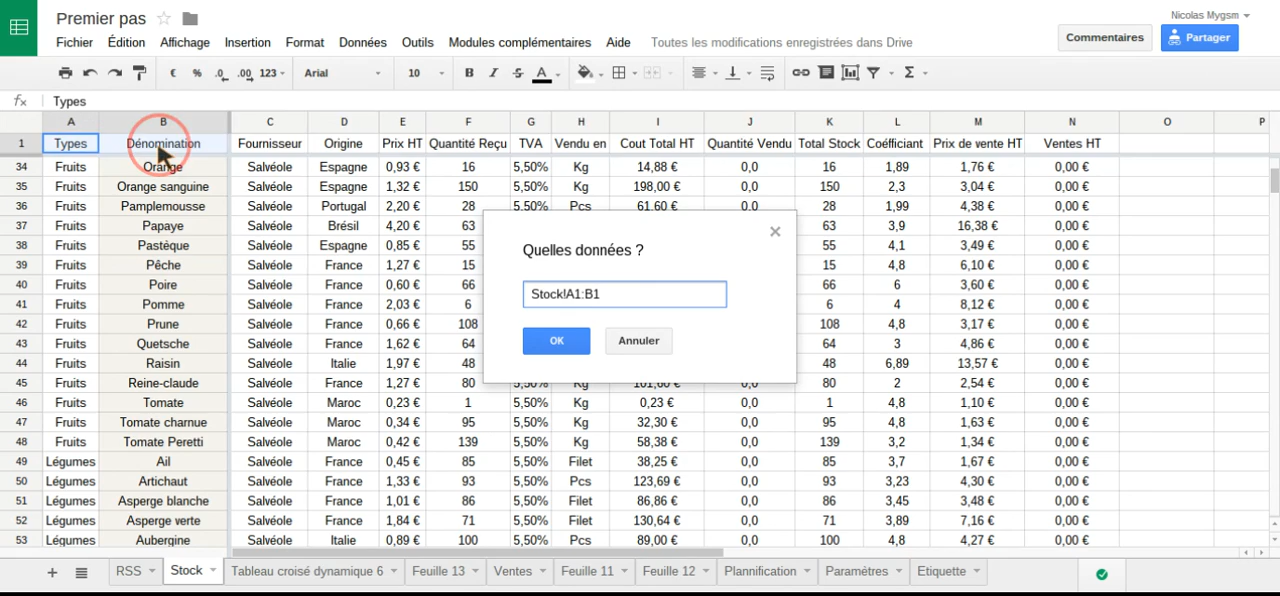 Premier pas
Nicolas Mygsm
Fichier Édition Affichage Insertion Format Données Outils Modules complémentaires Aide Toutes les modifications enregistrées dans Drive
Commentaires Partager
€ % .0 .00 123 Arial 10 B I S A Σ
fx Types
A B C D E F G H I J K L M N O P
1 Types Dénomination Fournisseur Origine Prix HT Quantité Reçu TVA Vendu en Cout Total HT Quantité Vendu Total Stock Coéfficiant Prix de vente HT Ventes HT
34 Fruits Orange Salvéole Espagne 0,93 € 16 5,50% Kg 14,88 € 0,0 16 1,89 1,76 € 0,00 €
35 Fruits Orange sanguine Salvéole Espagne 1,32 € 150 5,50% Kg 198,00 € 0,0 150 2,3 3,04 € 0,00 €
36 Fruits Pamplemousse Salvéole Portugal 2,20 € 28 5,50% Pcs 61,60 € 0,0 28 1,99 4,38 € 0,00 €
37 Fruits Papaye Salvéole Brésil 4,20 € 63 63 3,9 16,38 € 0,00 €
38 Fruits Pastèque Salvéole Espagne 0,85 € 55 55 4,1 3,49 € 0,00 €
39 Fruits Pêche Salvéole France 1,27 € 15 15 4,8 6,10 € 0,00 €
40 Fruits Poire Salvéole France 0,60 € 66 66 6 3,60 € 0,00 €
41 Fruits Pomme Salvéole France 2,03 € 6 6 4 8,12 € 0,00 €
42 Fruits Prune Salvéole France 0,66 € 108 108 4,8 3,17 € 0,00 €
43 Fruits Quetsche Salvéole France 1,62 € 64 64 3 4,86 € 0,00 €
44 Fruits Raisin Salvéole Italie 1,97 € 48 48 6,89 13,57 € 0,00 €
45 Fruits Reine-claude Salvéole France 1,27 € 80 5,50% Kg 101,60 € 0,0 80 2 2,54 € 0,00 €
46 Fruits Tomate Salvéole Maroc 0,23 € 1 5,50% Kg 0,23 € 0,0 1 4,8 1,10 € 0,00 €
47 Fruits Tomate charnue Salvéole Maroc 0,34 € 95 5,50% Kg 32,30 € 0,0 95 4,8 1,63 € 0,00 €
48 Fruits Tomate Peretti Salvéole Maroc 0,42 € 139 5,50% Kg 58,38 € 0,0 139 3,2 1,34 € 0,00 €
49 Légumes Ail Salvéole France 0,45 € 85 5,50% Filet 38,25 € 0,0 85 3,7 1,67 € 0,00 €
50 Légumes Artichaut Salvéole France 1,33 € 93 5,50% Pcs 123,69 € 0,0 93 3,23 4,30 € 0,00 €
51 Légumes Asperge blanche Salvéole France 1,01 € 86 5,50% Filet 86,86 € 0,0 86 3,45 3,48 € 0,00 €
52 Légumes Asperge verte Salvéole France 1,84 € 71 5,50% Filet 130,64 € 0,0 71 3,89 7,16 € 0,00 €
53 Légumes Aubergine Salvéole Italie 0,89 € 100 5,50% Pcs 89,00 € 0,0 100 4,8 4,27 € 0,00 €
Quelles données ?
Stock!A1:B1
OK Annuler
RSS Stock Tableau croisé dynamique 6 Feuille 13 Ventes Feuille 11 Feuille 12 Plannification Paramètres Etiquette